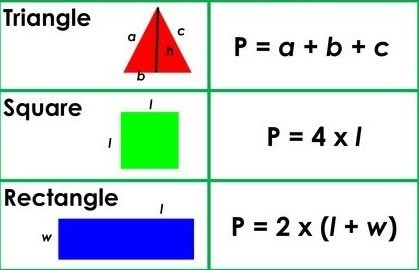 Triangle
a
c
h
b
P = a + b + c
Square
l
l
P = 4 x l
Rectangle
l
w
P = 2 x (l + w)